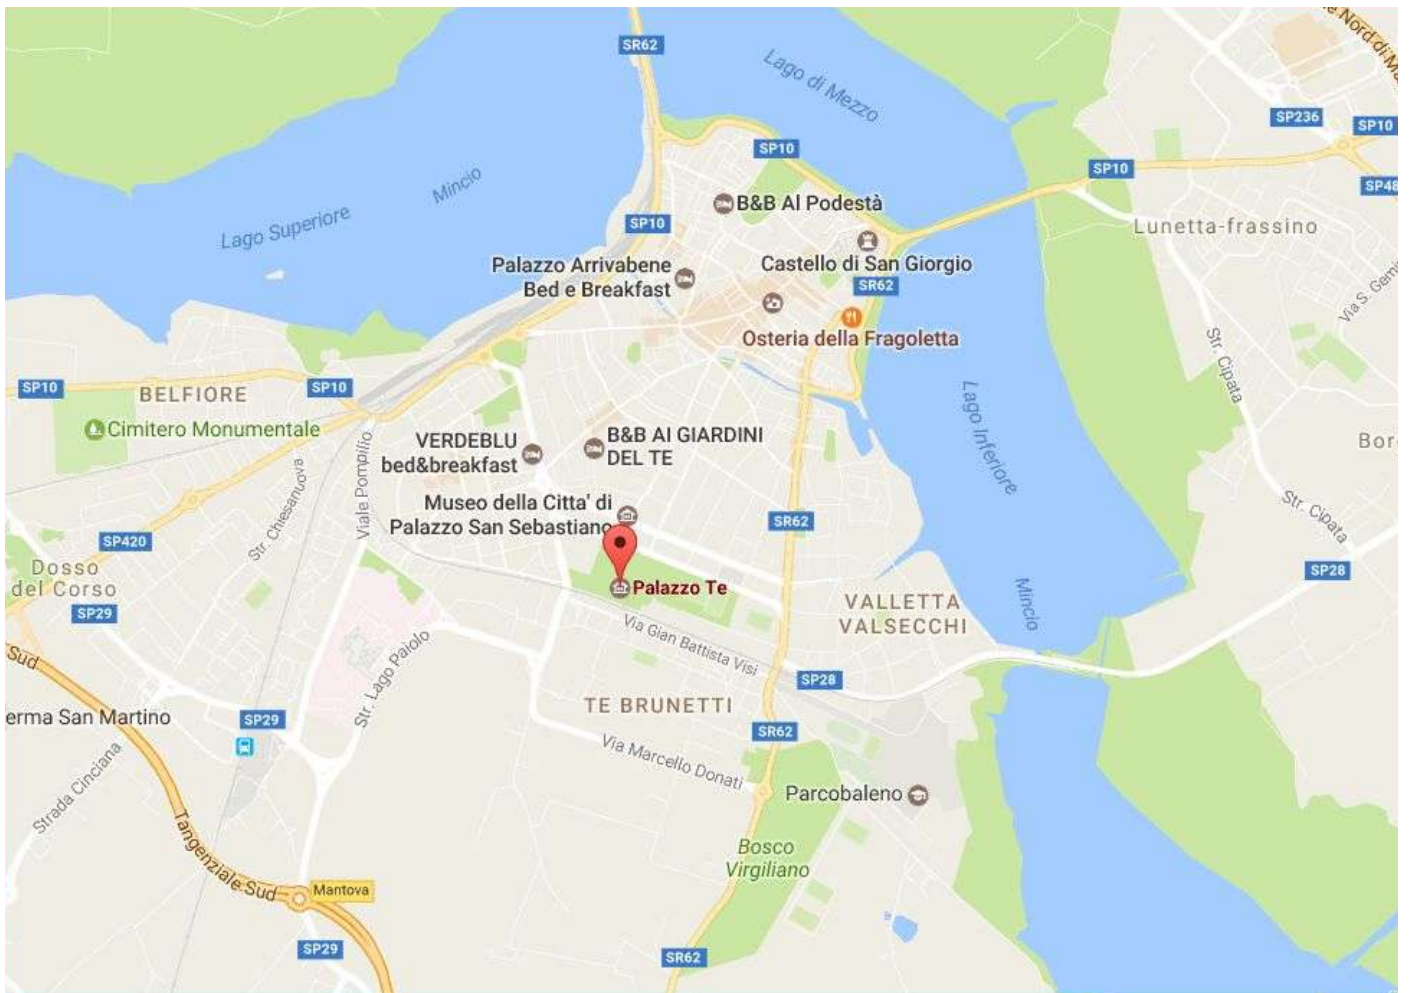 SR62
Lago di Mezzo
SP236
SP10
SP10
SP10
Mincio
B&B Al Podestà
SP10
Lago Superiore
Lunetta-frassino
Palazzo Arrivabene
Bed e Breakfast
Castello di San Giorgio
SR62
Osteria della Fragoletta
Str. Cipata
SP10
SP10
BELFIORE
Cimitero Monumentale
Lago Inferiore
VERDEBLU
bed&breakfast
B&B AI GIARDINI
DEL TE
Viale Pompilio
Str. Chiesanuova
Museo della Citta' di
Palazzo San Sebastiano
SR62
Str. Cipata
SP420
Dosso
del Corso
SP29
Palazzo Te
SP28
VALLETTA
VALSECCHI
Mincio
Via Gian Battista Visi
Sud
Str. Lago Paiolo
SP28
TE BRUNETTI
erma San Martino
SP29
SR62
Via Marcello Donati
Strada Cinciana
Parcobaleno
Bosco
Virgiliano
Tangenziale Sud
Mantova
SP29
SR62